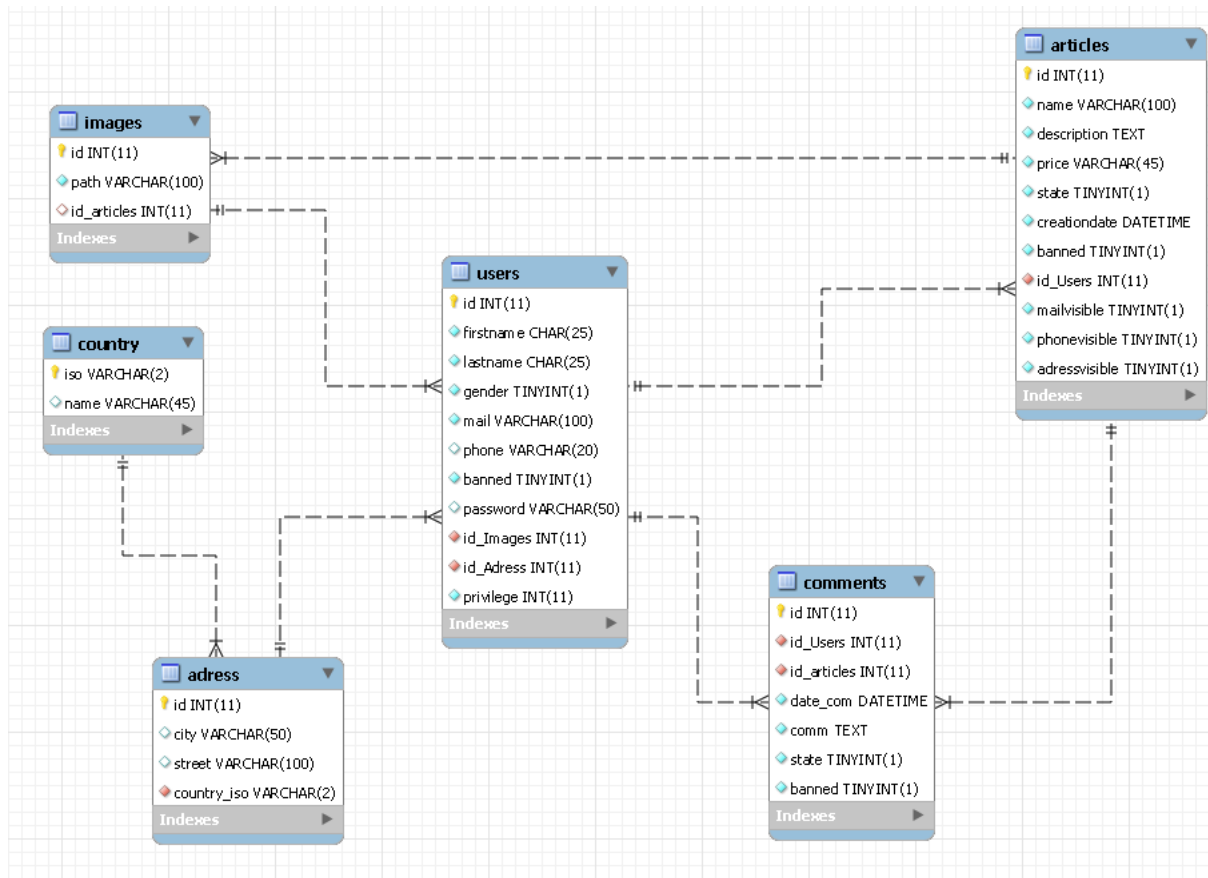 images
id INT(11)
path VARCHAR(100)
id_articles INT(11)
Indexes
country
iso VARCHAR(2)
name VARCHAR(45)
Indexes
adress
id INT(11)
city VARCHAR(50)
street VARCHAR(100)
country_iso VARCHAR(2)
Indexes
users
id INT(11)
firstname CHAR(25)
lastname CHAR(25)
gender TINYINT(1)
mail VARCHAR(100)
phone VARCHAR(20)
banned TINYINT(1)
password VARCHAR(50)
id_Images INT(11)
id_Adress INT(11)
privilege INT(11)
Indexes
articles
id INT(11)
name VARCHAR(100)
description TEXT
price VARCHAR(45)
state TINYINT(1)
creationdate DATETIME
banned TINYINT(1)
id_Users INT(11)
mailvisible TINYINT(1)
phonevisible TINYINT(1)
adressvisible TINYINT(1)
Indexes
comments
id INT(11)
id_Users INT(11)
id_articles INT(11)
date_com DATETIME
comm TEXT
state TINYINT(1)
banned TINYINT(1)
Indexes